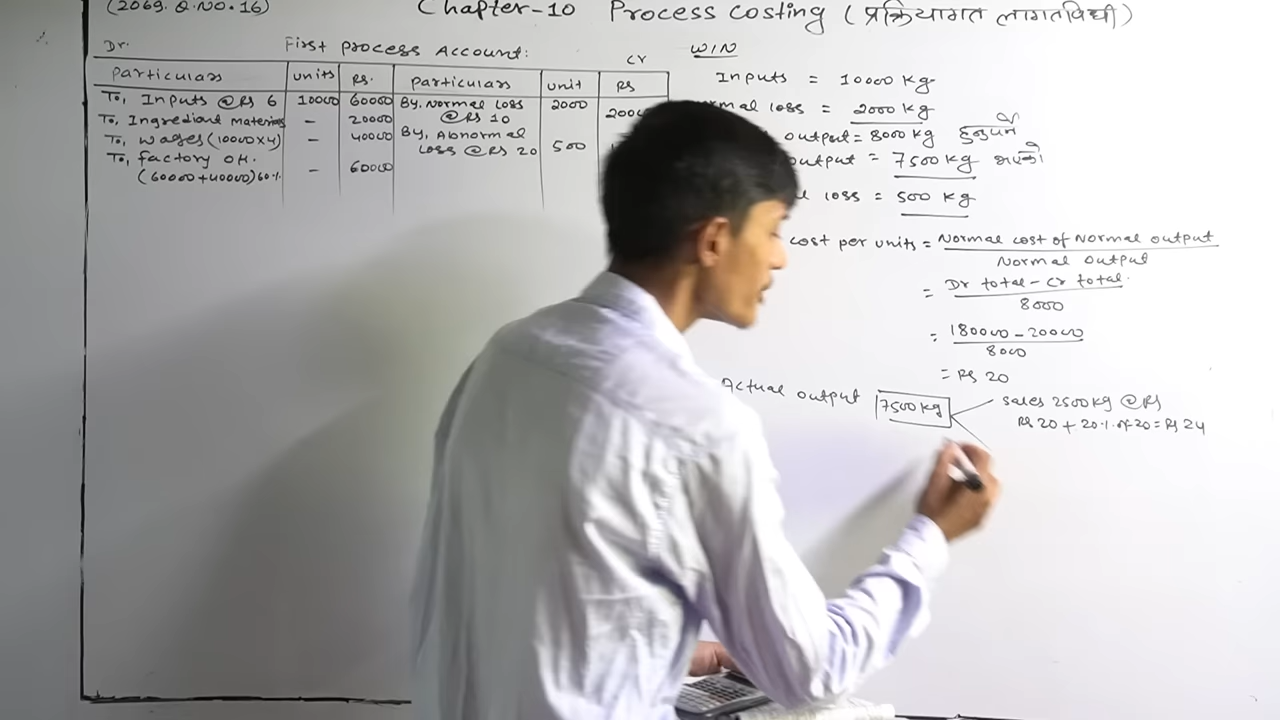 (2069. Q.NO.16)
Chapter-10 Process Costing (प्रक्रियागत लागतविधी)
Dr.
First Process Account:
Cr
Particulars units Rs. Particulars unit Rs
To, Inputs @ Rs 6 10000 60000 By, Normal Loss 2000
@ Rs 10
To, Ingredient Materials - 20000
To, wages (10000x4) - 40000 By, Abnormal
Loss @ Rs 20 500
To, factory OH.
(60000+40000)60% - 60000
W/N
Inputs = 10000 kg
loss = 2000 kg
output = 8000 kg
output = 7500 kg
loss = 500 kg
cost per units = Normal cost of Normal output
Normal output
= Dr total - Cr total
8000
= 180000 - 20000
8000
= Rs 20
Actual output 7500 kg
sales 2500 kg @ Rs
Rs 20 + 20% of 20 = Rs 24